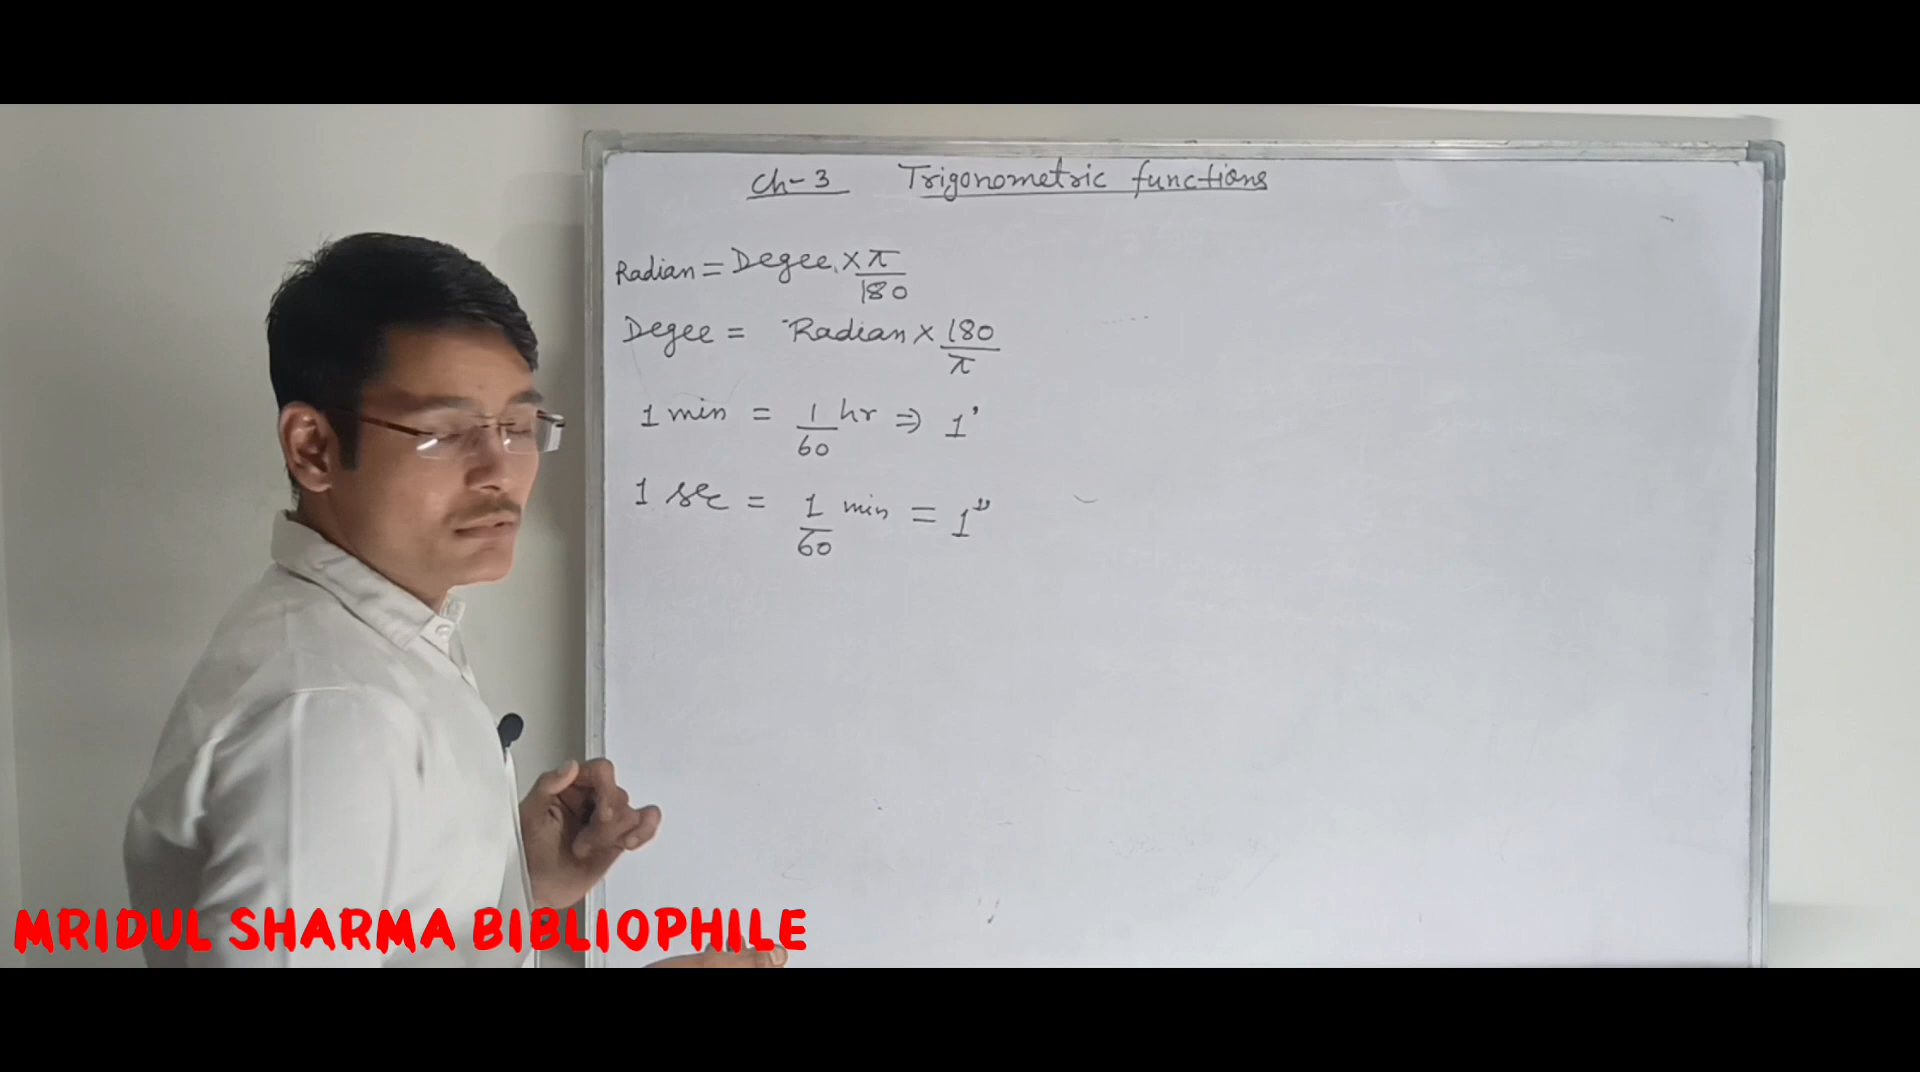 Ch-3 Trigonometric functions
Radian = Degee × π/180
Degee = Radian × 180/π
1 min = 1/60 hr ⇒ 1'
1 sec = 1/60 min = 1"
MRIDUL SHARMA BIBLIOPHILE